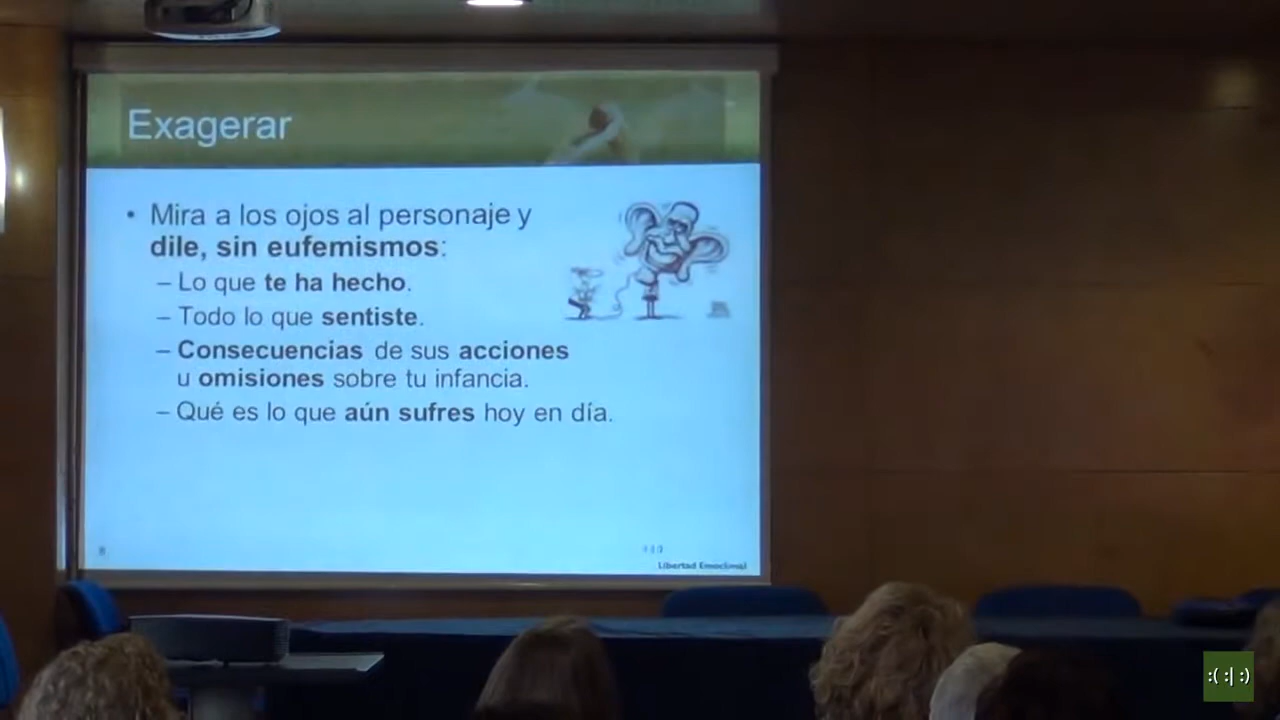 Exagerar
• Mira a los ojos al personaje y
dile, sin eufemismos:
– Lo que te ha hecho.
– Todo lo que sentiste.
– Consecuencias de sus acciones
u omisiones sobre tu infancia.
– Qué es lo que aún sufres hoy en día.
Libertad Emocional
:( :| :)